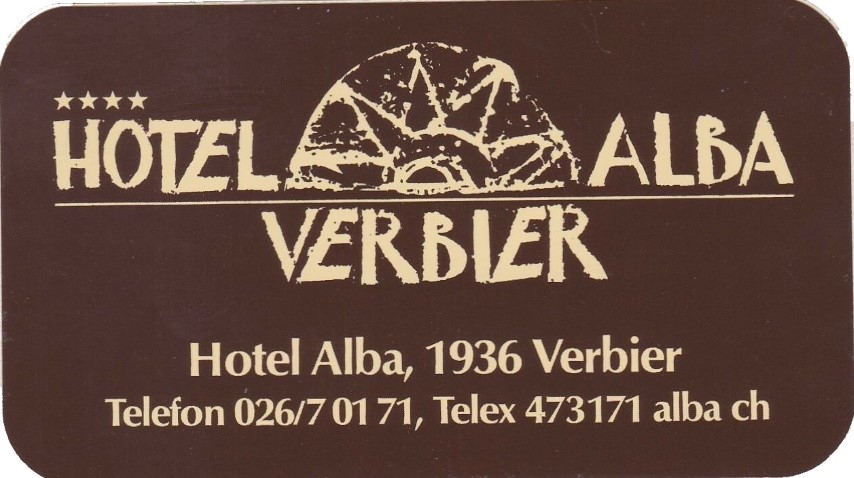 ★★★★
HOTEL ALBA
VERBIER
Hotel Alba, 1936 Verbier
Telefon 026/7 01 71, Telex 473171 alba ch